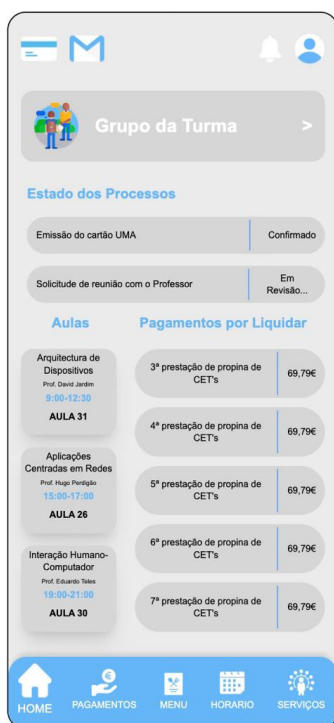 Grupo da Turma >
Estado dos Processos
Emissão do cartão UMA
Confirmado
Solicitude de reunião com o Professor
Em
Revisão...
Aulas
Arquitectura de
Dispositivos
Prof. David Jardim
9:00-12:30
AULA 31
Aplicações
Centradas em Redes
Prof. Hugo Perdigão
15:00-17:00
AULA 26
Interação Humano-
Computador
Prof. Eduardo Teles
19:00-21:00
AULA 30
Pagamentos por Liquidar
3ª prestação de propina de
CET's
69,79€
4ª prestação de propina de
CET's
69,79€
5ª prestação de propina de
CET's
69,79€
6ª prestação de propina de
CET's
69,79€
7ª prestação de propina de
CET's
69,79€
HOME
PAGAMENTOS
MENU
HORARIO
SERVIÇOS